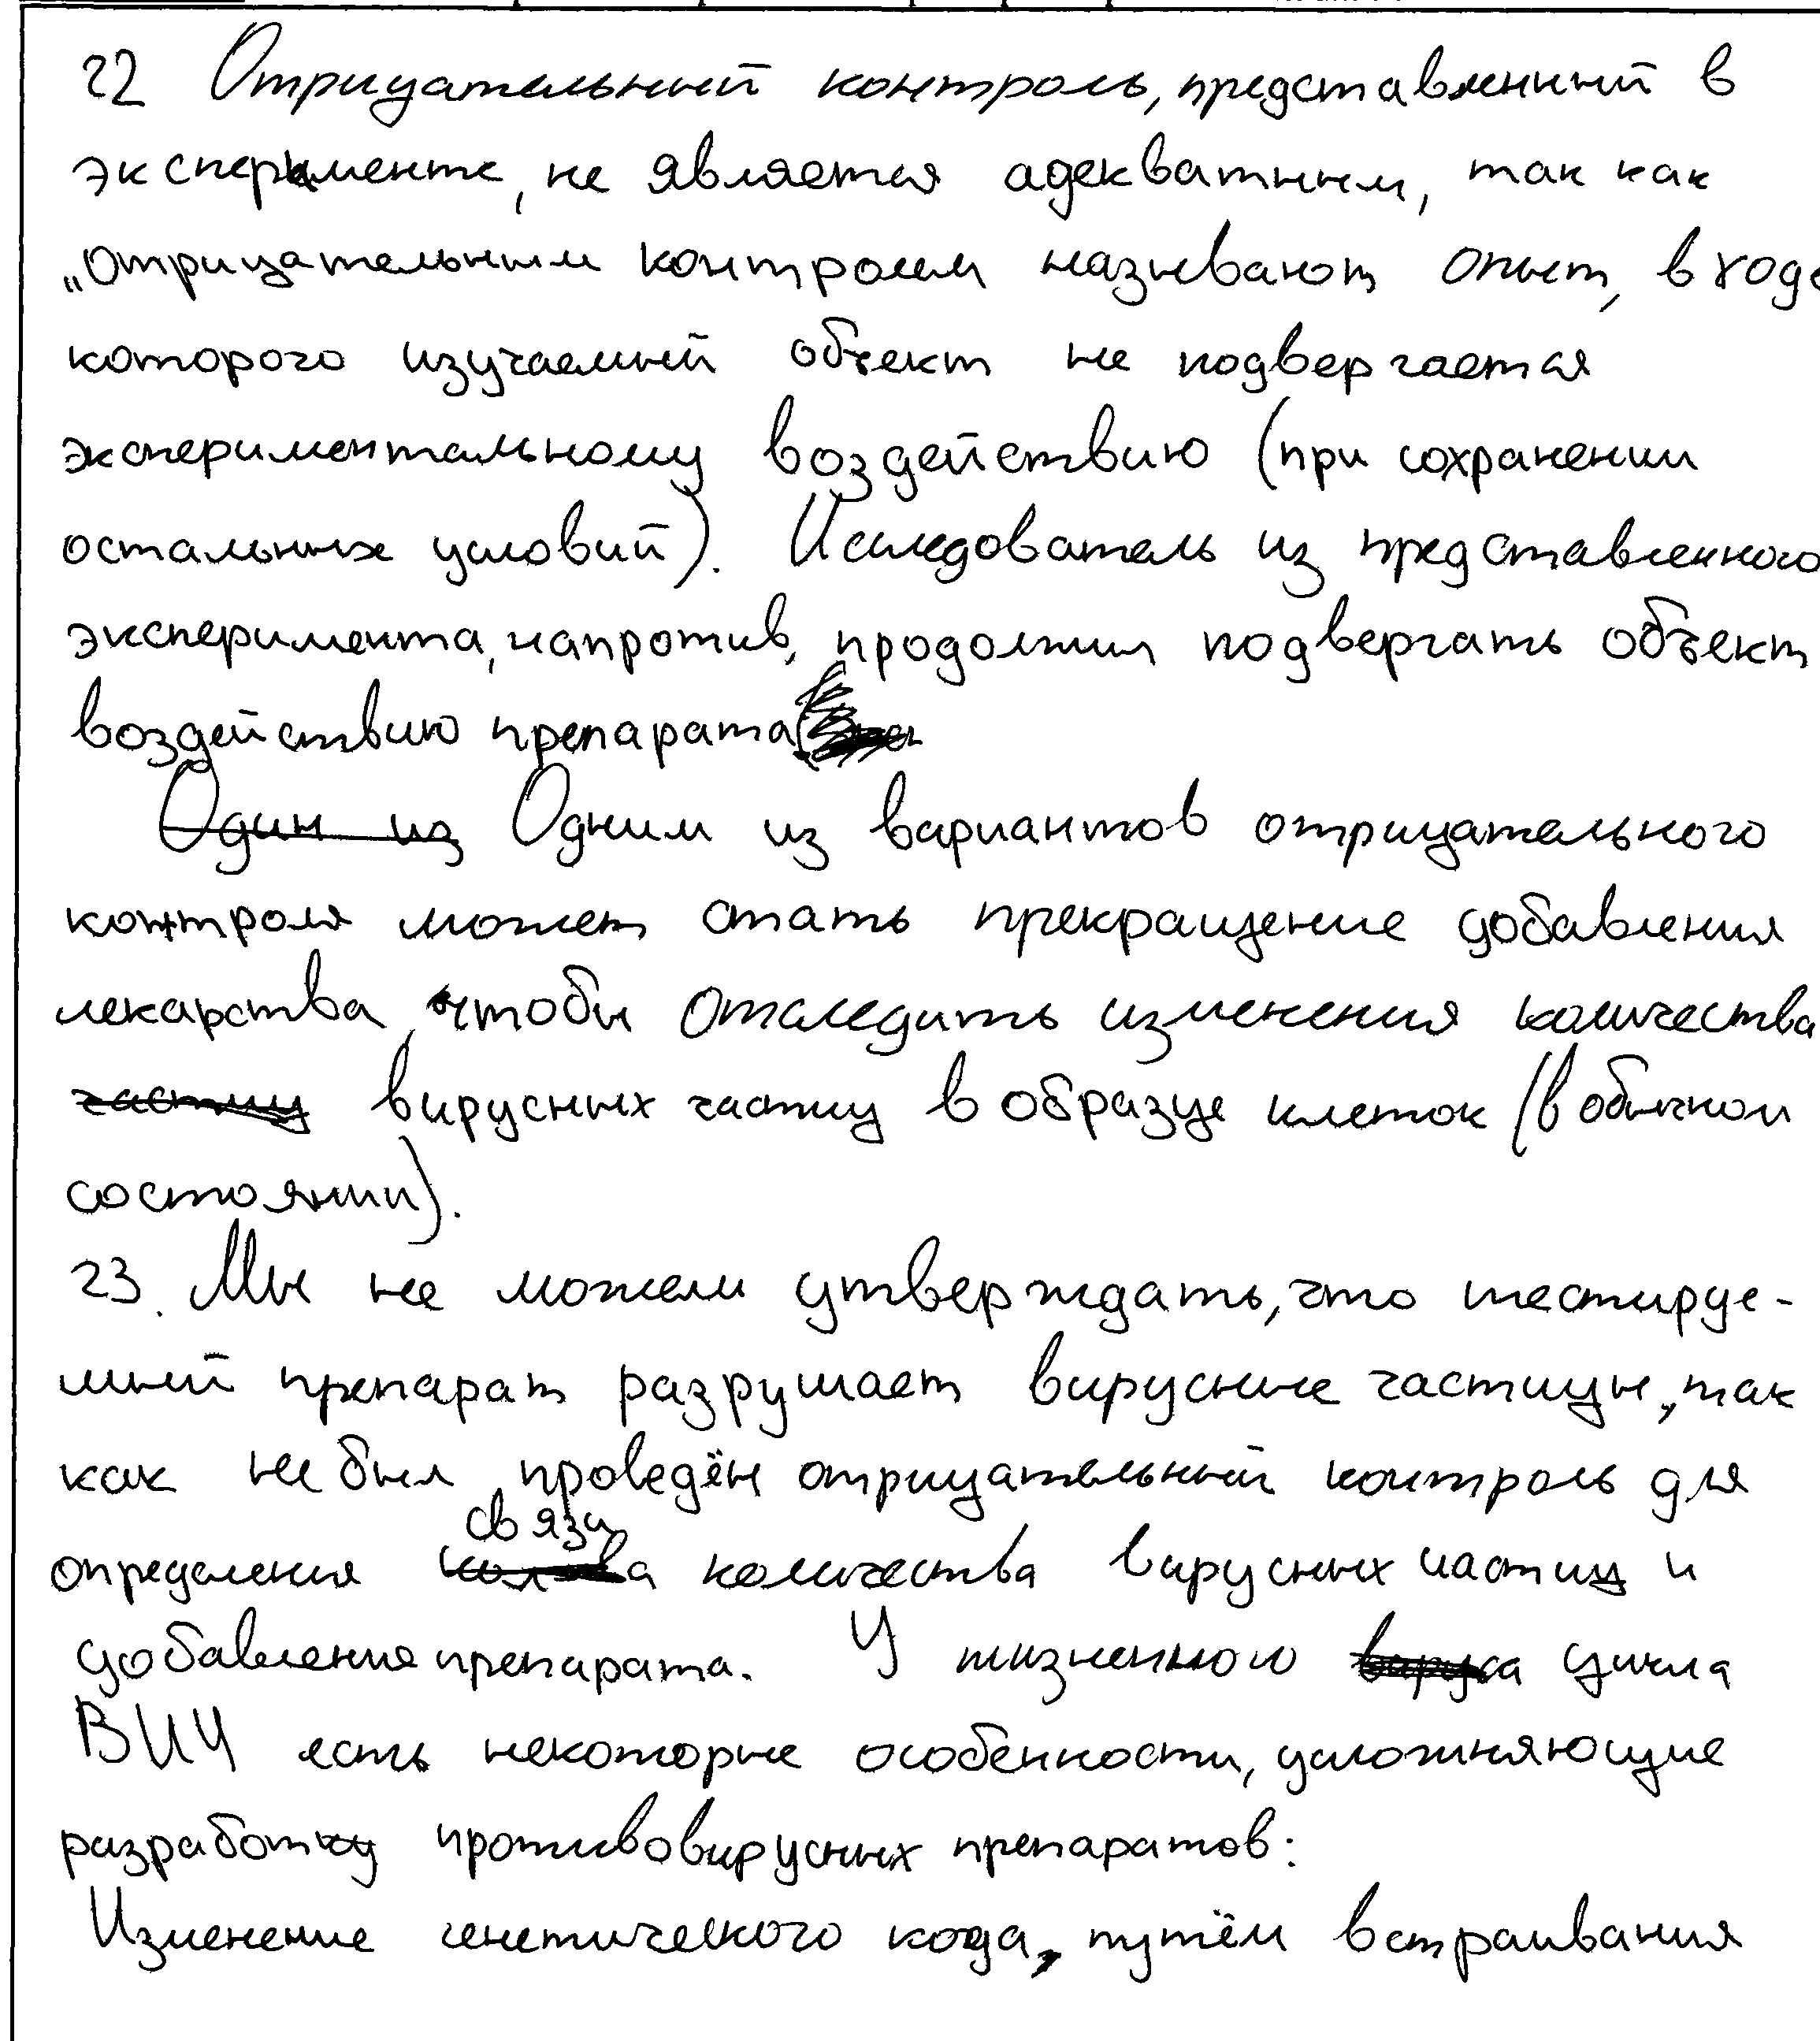 22 Отрицательный контроль, представленный в
эксперименте, не является адекватным, так как
„Отрицательным контролем называют опыт, в ходе
которого изучаемый объект не подвергается
экспериментальному воздействию (при сохранении
остальных условий). Исследователь из представленного
эксперимента, напротив, продолжил подвергать объект
воздействию препарата
Один из Одним из вариантов отрицательного
контроля может стать прекращение добавления
лекарства, чтобы отследить изменения количества
частиц вирусных частиц в образце клеток (в обычном
состоянии).
23. Мы не можем утверждать, что тестируе-
мый препарат разрушает вирусные частицы, так
как не был проведён отрицательный контроль для
определения связи количества вирусных частиц и
добавления препарата. У жизненного вируса цикла
ВИЧ есть некоторые особенности, усложняющие
разработку противовирусных препаратов:
Изменение генетического кода, путём встраивания